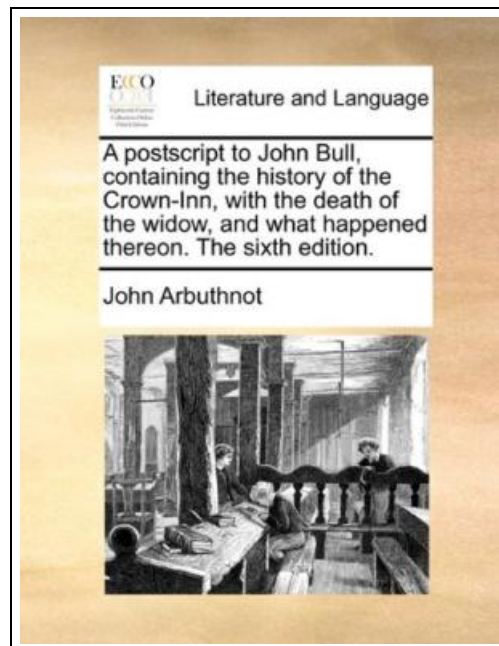 ECCO
Literature and Language
A postscript to John Bull,
containing the history of the
Crown-Inn, with the death of
the widow, and what happened
thereon. The sixth edition.
John Arbuthnot